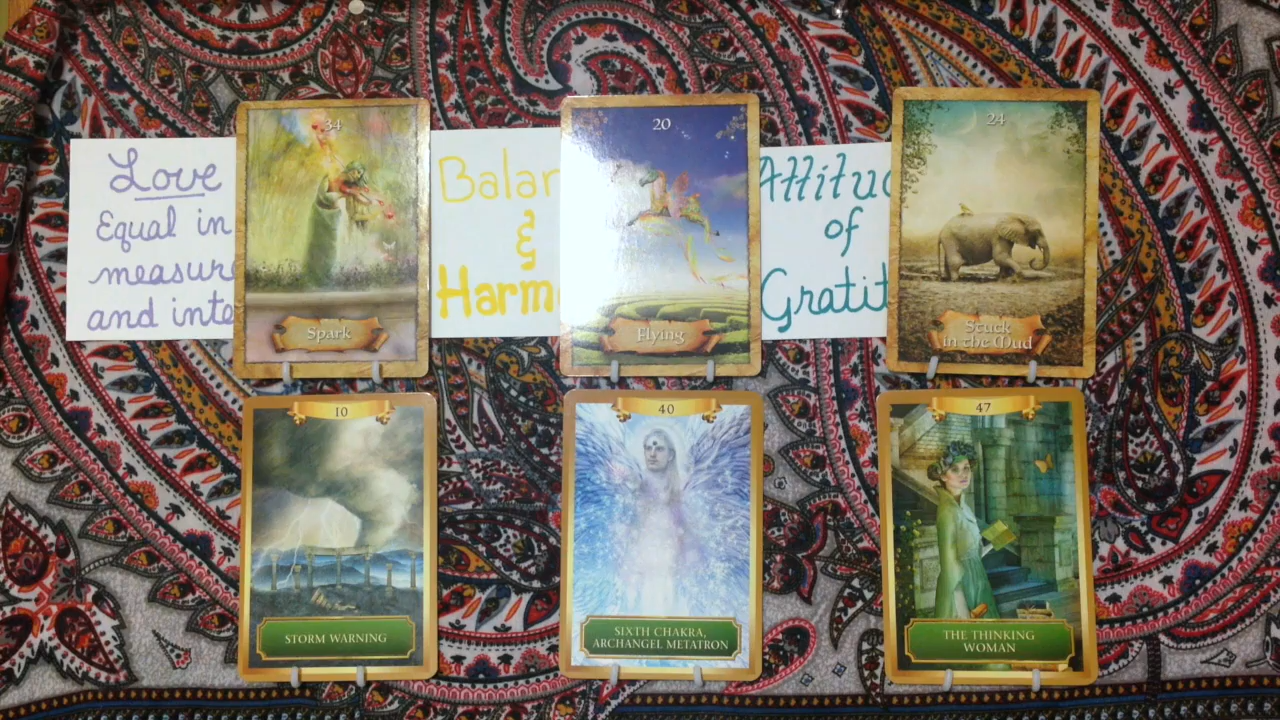 Love
Equal in
measure
and inte
34
Spark
Balan
&
Harm
20
Flying
Attitud
of
Gratit
24
Stuck
in the Mud
10
STORM WARNING
40
SIXTH CHAKRA,
ARCHANGEL METATRON
47
THE THINKING
WOMAN